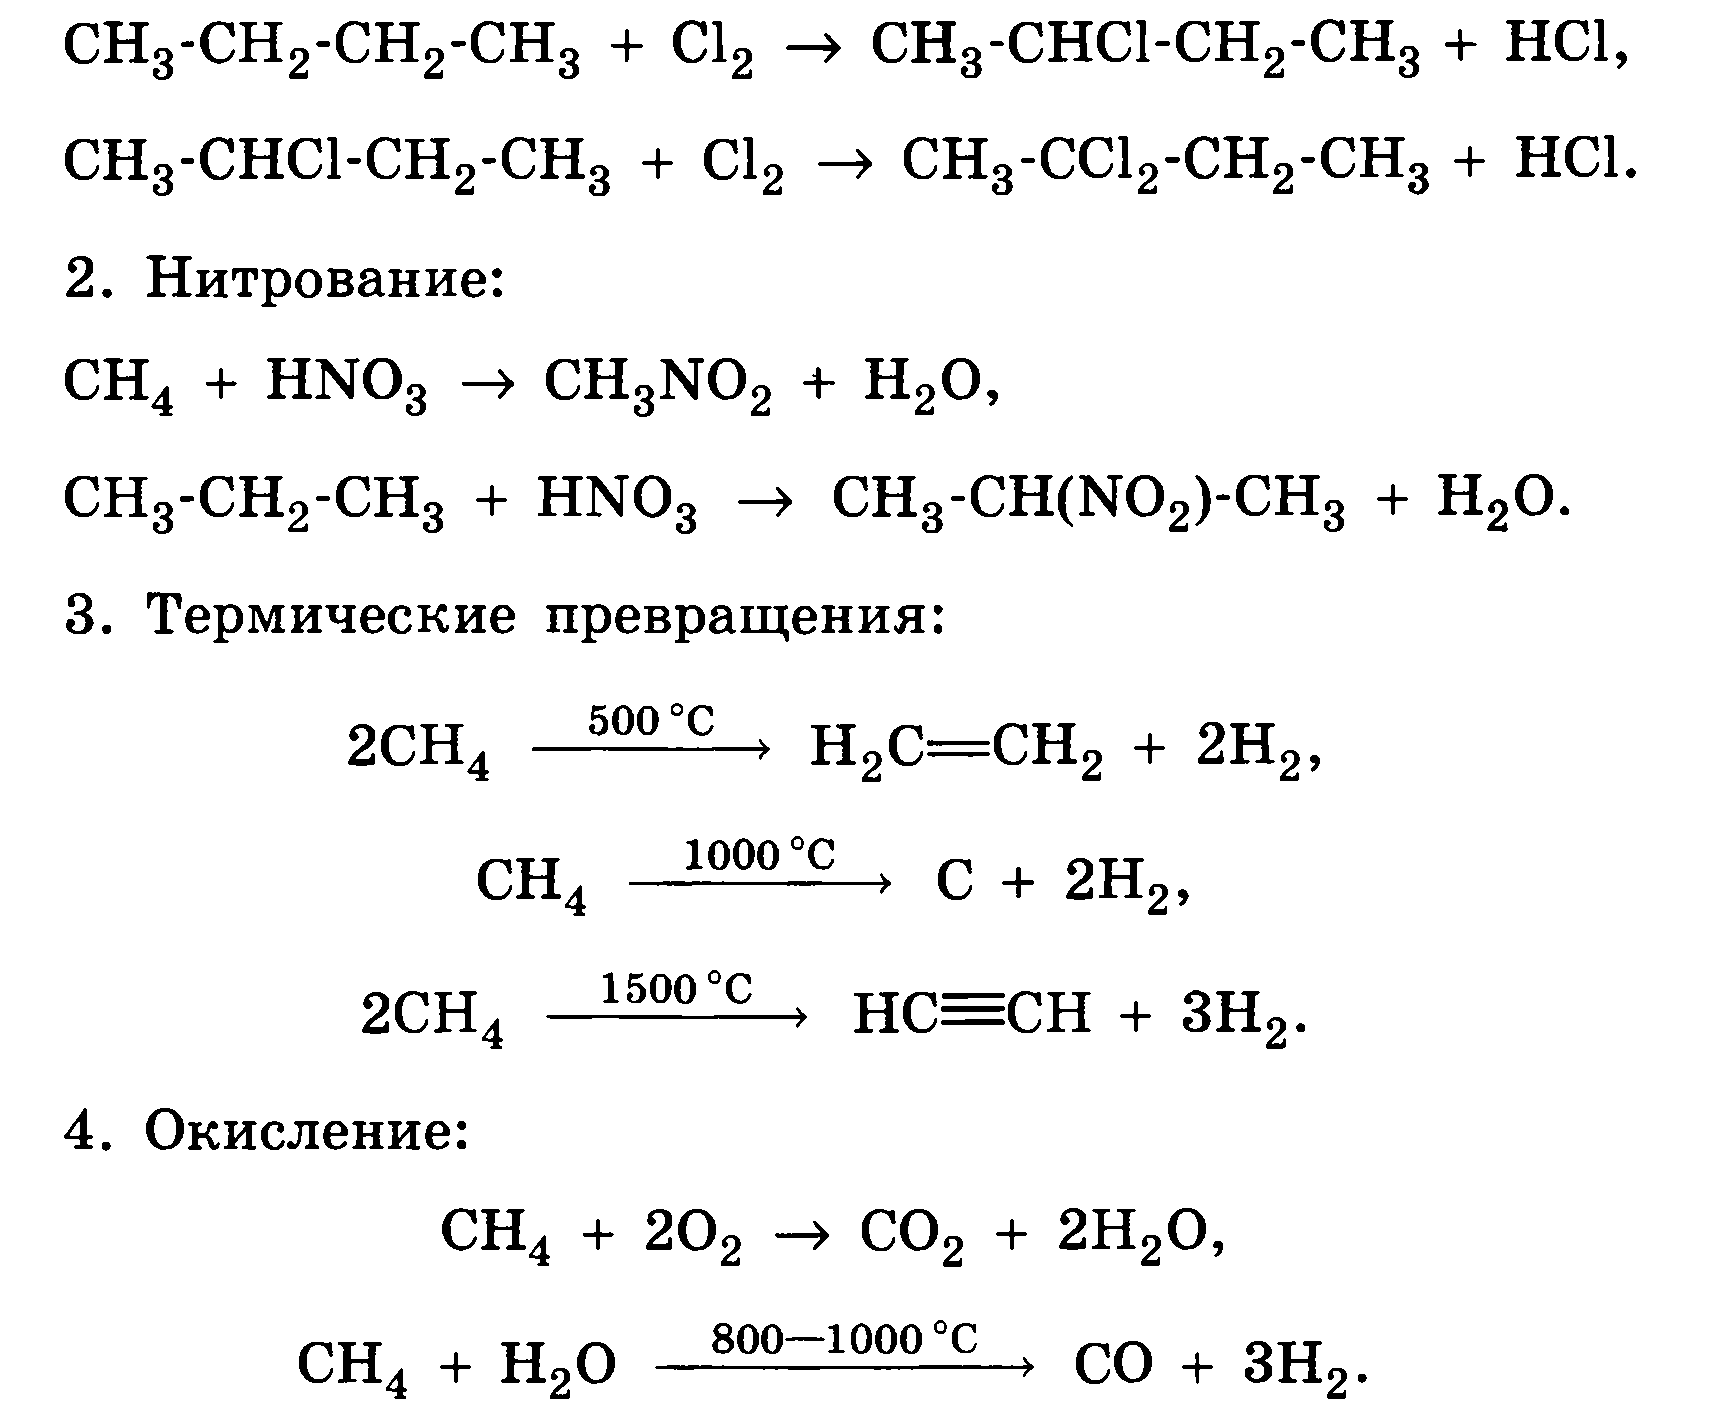 CH₃-CH₂-CH₂-CH₃ + Cl₂ → CH₃-CHCl-CH₂-CH₃ + HCl,
CH₃-CHCl-CH₂-CH₃ + Cl₂ → CH₃-CCl₂-CH₂-CH₃ + HCl.
2. Нитрование:
CH₄ + HNO₃ → CH₃NO₂ + H₂O,
CH₃-CH₂-CH₃ + HNO₃ → CH₃-CH(NO₂)-CH₃ + H₂O.
3. Термические превращения:
500 °C
2CH₄ ⟶ H₂C=CH₂ + 2H₂,
1000 °C
CH₄ ⟶ C + 2H₂,
1500 °C
2CH₄ ⟶ HC≡CH + 3H₂.
4. Окисление:
CH₄ + 2O₂ → CO₂ + 2H₂O,
800—1000 °C
CH₄ + H₂O ⟶ CO + 3H₂.